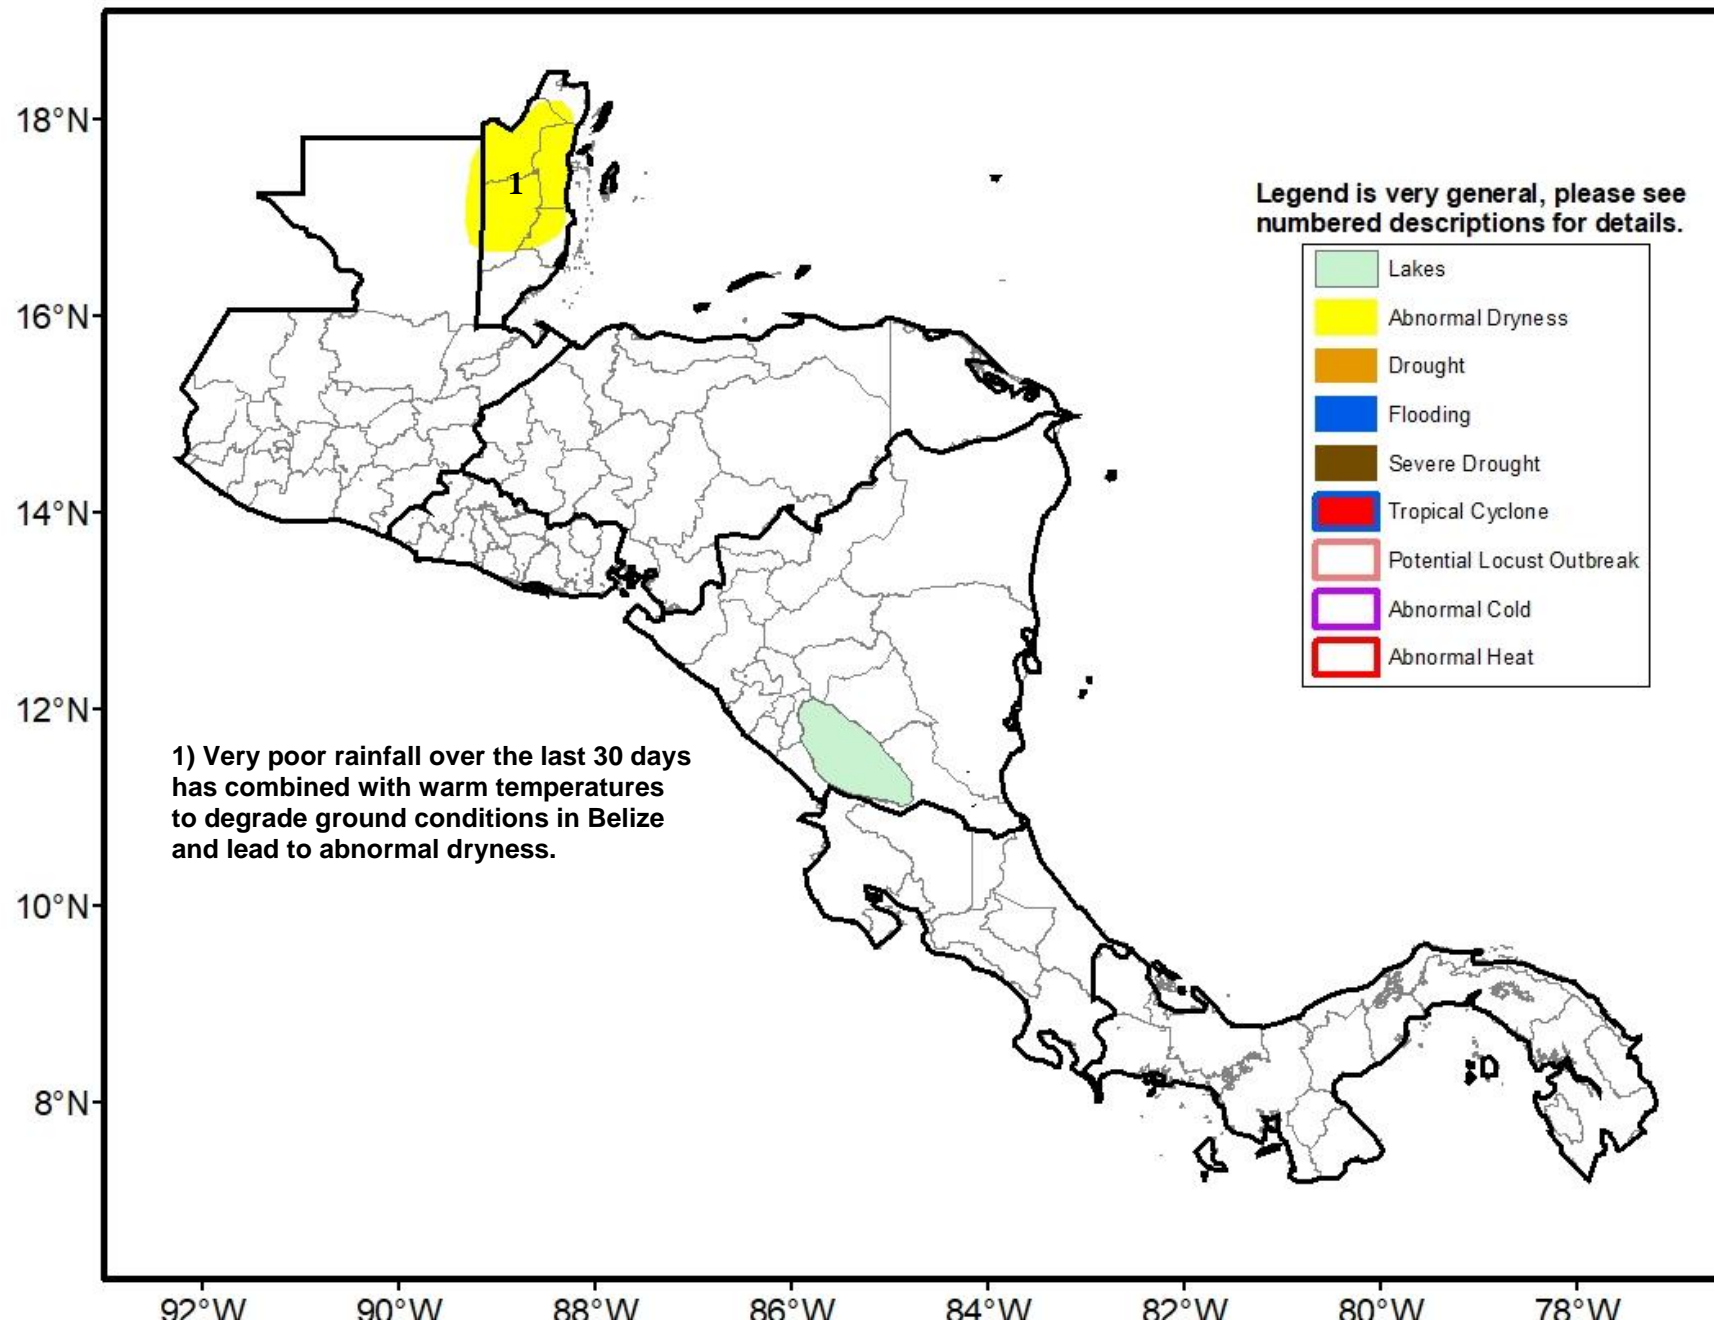 18°N
16°N
14°N
12°N
10°N
8°N
1
Legend is very general, please see
numbered descriptions for details.
Lakes
Abnormal Dryness
Drought
Flooding
Severe Drought
Tropical Cyclone
Potential Locust Outbreak
Abnormal Cold
Abnormal Heat
1) Very poor rainfall over the last 30 days
has combined with warm temperatures
to degrade ground conditions in Belize
and lead to abnormal dryness.
92°W 90°W 88°W 86°W 84°W 82°W 80°W 78°W